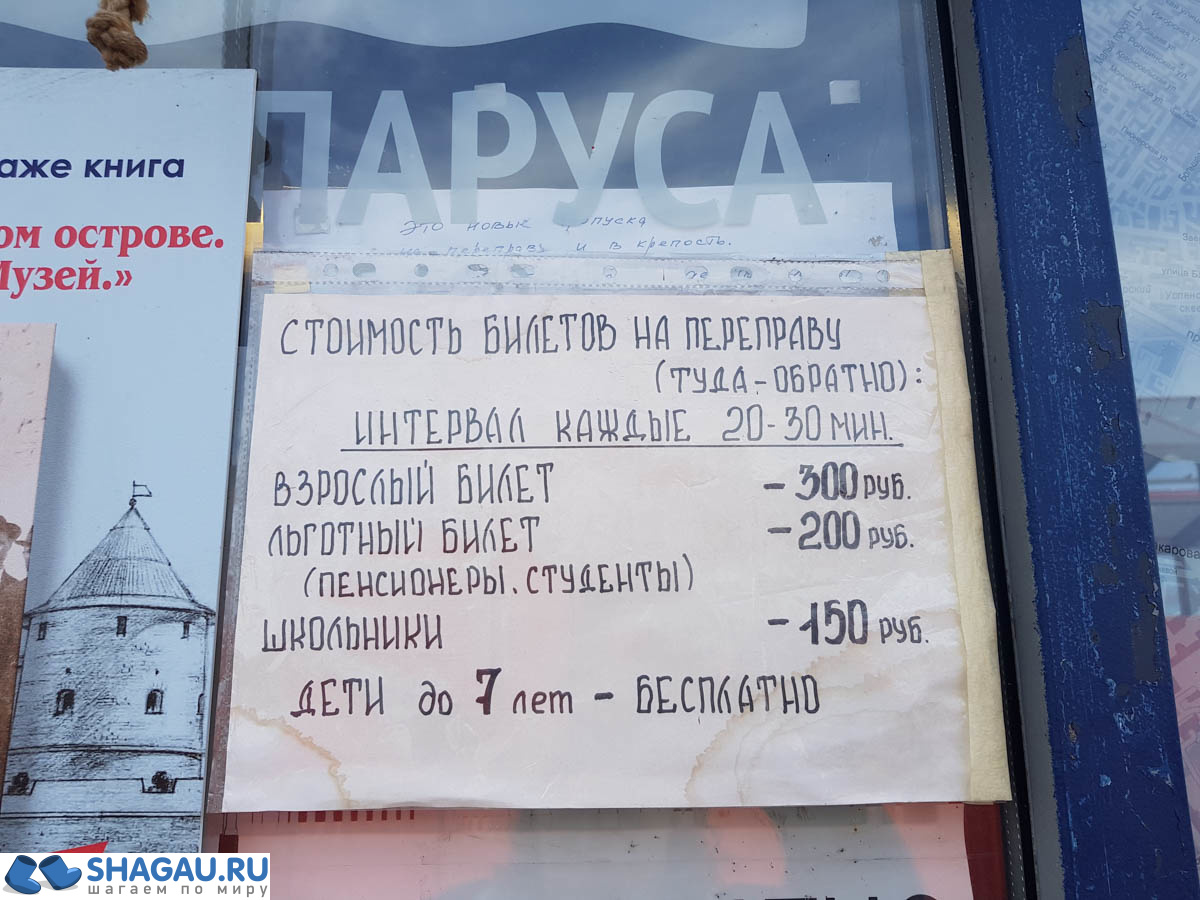 ПАРУСА
аже книга
ом острове.
Музей.»
Это новые
на переправу и в крепость.
СТОИМОСТЬ БИЛЕТОВ НА ПЕРЕПРАВУ
(ТУДА-ОБРАТНО):
ИНТЕРВАЛ КАЖДЫЕ 20-30 МИН.
ВЗРОСЛЫЙ БИЛЕТ - 300 РУБ.
ЛЬГОТНЫЙ БИЛЕТ - 200 РУБ.
(ПЕНСИОНЕРЫ, СТУДЕНТЫ)
ШКОЛЬНИКИ - 150 РУБ.
ДЕТИ до 7 лет - БЕСПЛАТНО
SHAGAU.RU
шагаем по миру